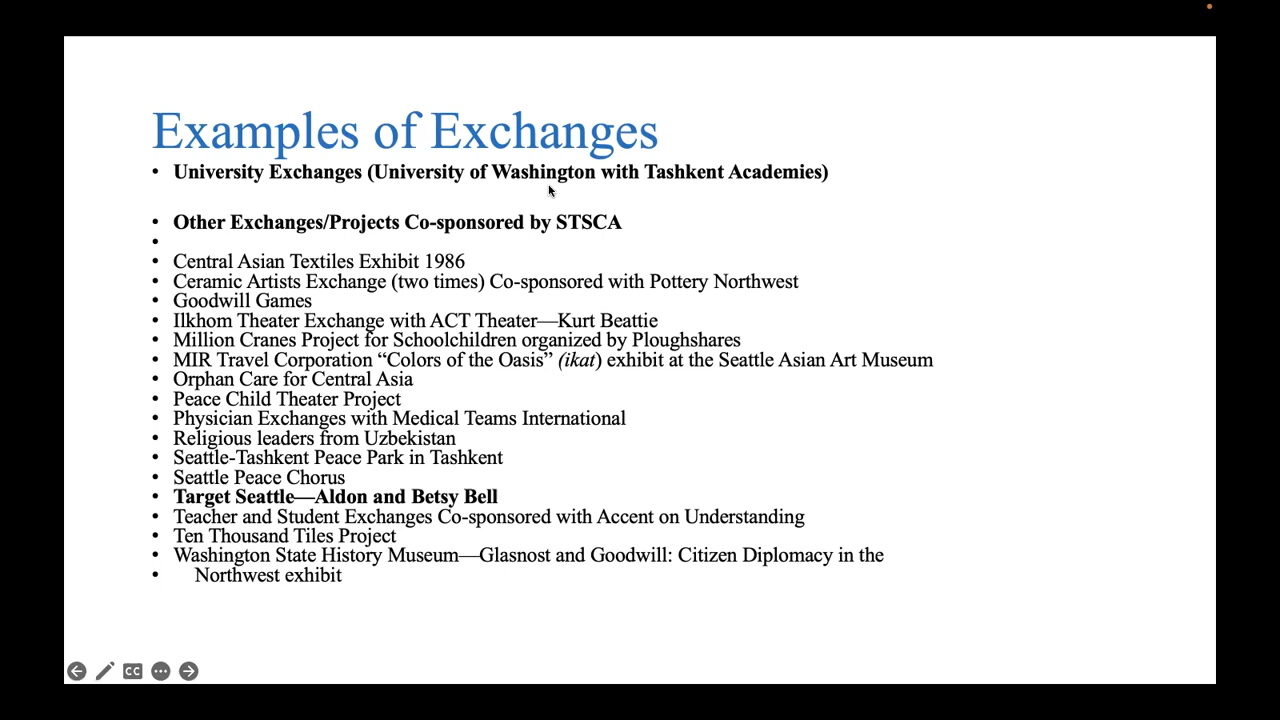 Examples of Exchanges
• University Exchanges (University of Washington with Tashkent Academies)
• Other Exchanges/Projects Co-sponsored by STSCA
•
• Central Asian Textiles Exhibit 1986
• Ceramic Artists Exchange (two times) Co-sponsored with Pottery Northwest
• Goodwill Games
• Ilkhom Theater Exchange with ACT Theater—Kurt Beattie
• Million Cranes Project for Schoolchildren organized by Ploughshares
• MIR Travel Corporation “Colors of the Oasis” (ikat) exhibit at the Seattle Asian Art Museum
• Orphan Care for Central Asia
• Peace Child Theater Project
• Physician Exchanges with Medical Teams International
• Religious leaders from Uzbekistan
• Seattle-Tashkent Peace Park in Tashkent
• Seattle Peace Chorus
• Target Seattle—Aldon and Betsy Bell
• Teacher and Student Exchanges Co-sponsored with Accent on Understanding
• Ten Thousand Tiles Project
• Washington State History Museum—Glasnost and Goodwill: Citizen Diplomacy in the
• Northwest exhibit
CC